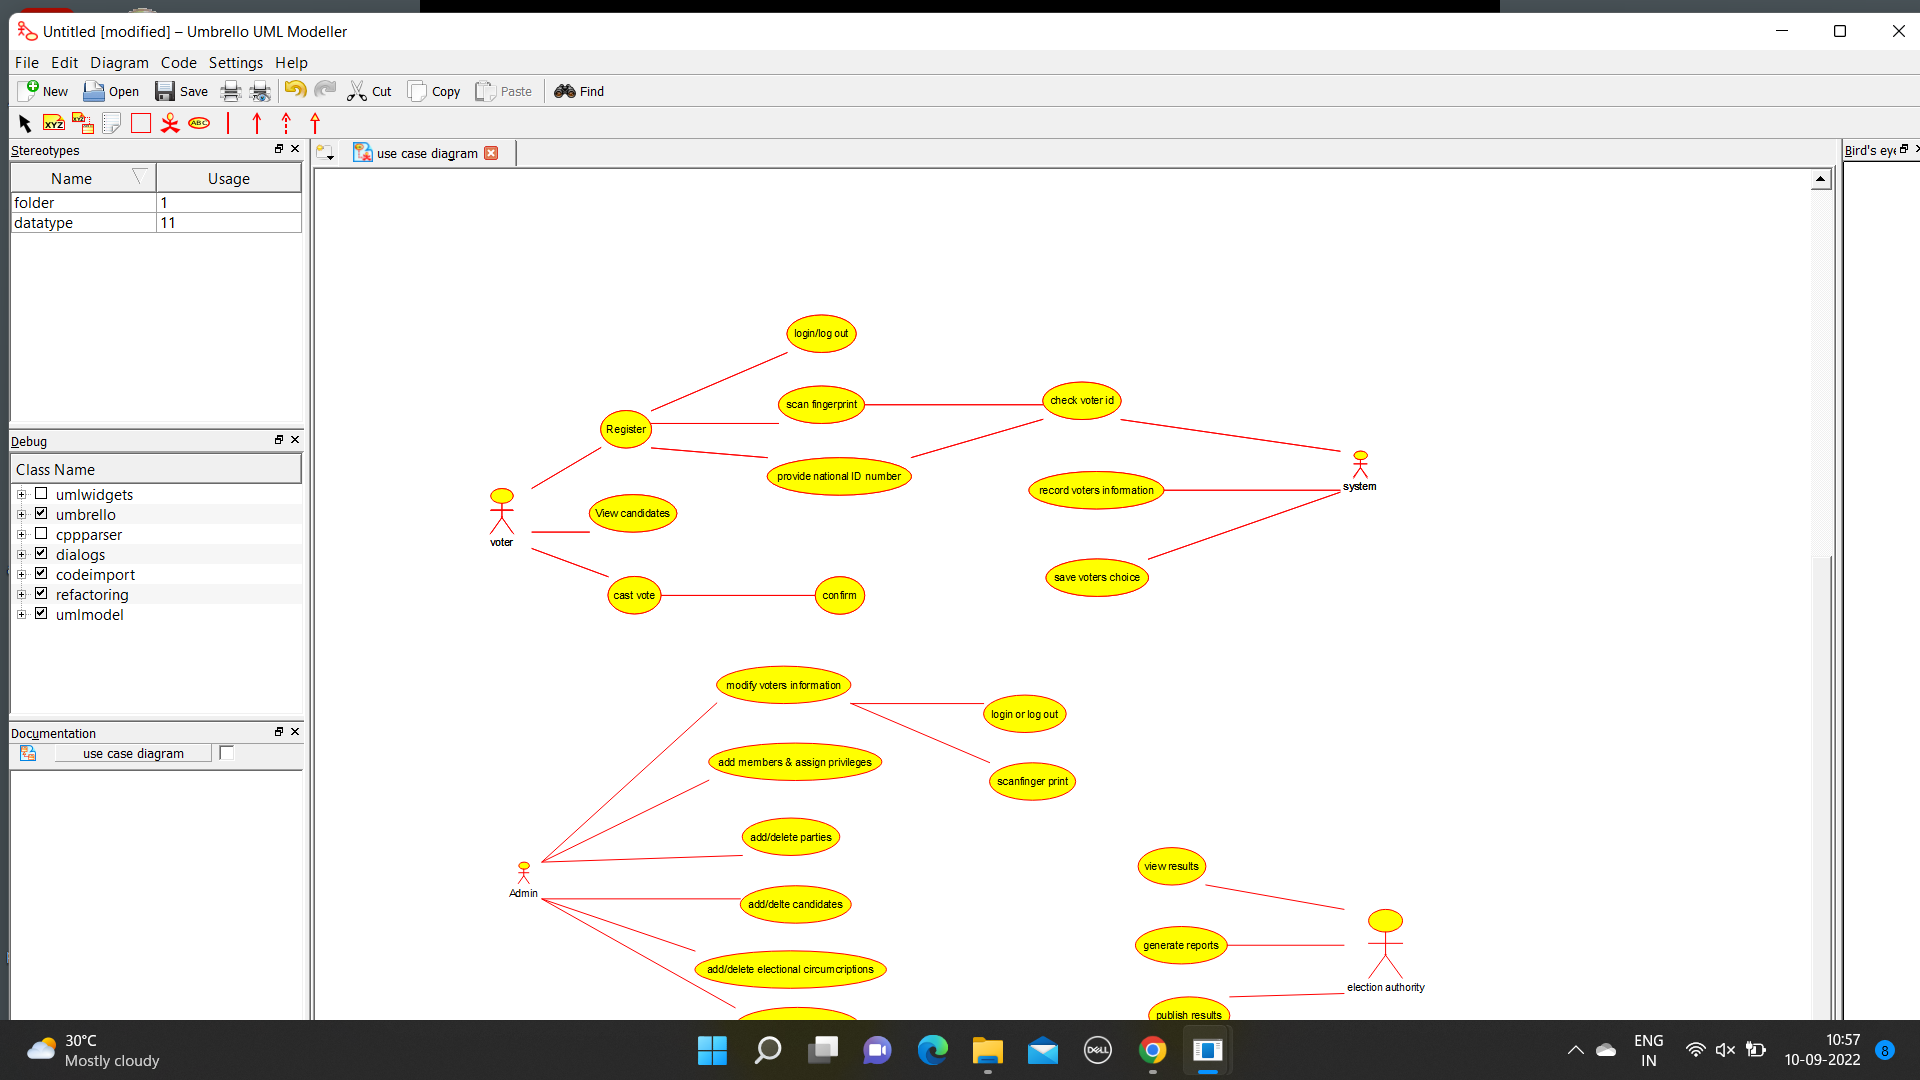 Untitled [modified] – Umbrello UML Modeller
File Edit Diagram Code Settings Help
New Open Save Cut Copy Paste Find
XYZ XYZ ABC
Stereotypes
use case diagram
Bird's eye
Name Usage
folder 1
datatype 11
login/log out
scan fingerprint
check voter id
Register
provide national ID number
system
record voters information
View candidates
voter
save voters choice
cast vote
confirm
Debug
Class Name
umlwidgets
umbrello
cppparser
dialogs
codeimport
refactoring
umlmodel
modify voters information
login or log out
add members & assign privileges
scanfinger print
add/delete parties
Admin
add/delte candidates
add/delete electional circumcriptions
view results
generate reports
election authority
publish results
Documentation
use case diagram
30°C
Mostly cloudy
DELL
ENG
IN
10:57
10-09-2022
8